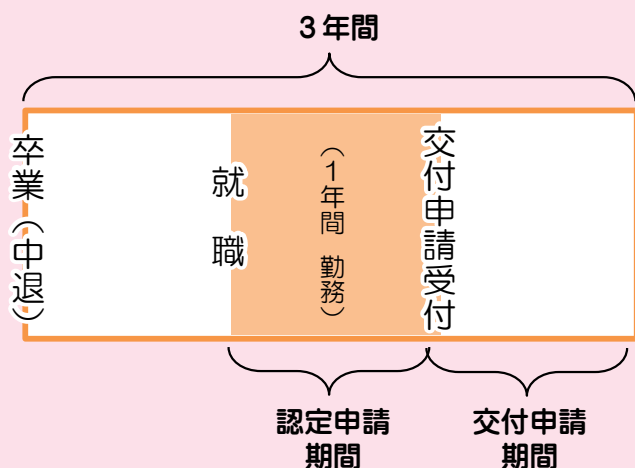 ３年間
卒業（中退）
就職
（１年間 勤務）
交付申請受付
認定申請
期間
交付申請
期間